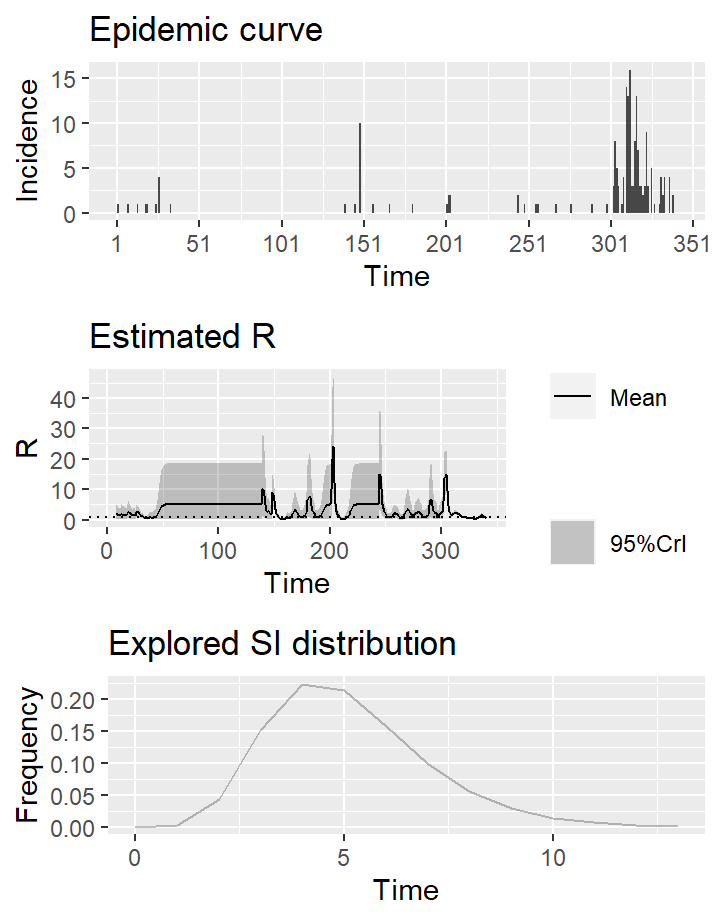 Epidemic curve
15
10
5
0
Incidence
1 51 101 151 201 251 301 351
Time
Estimated R
40
30
20
10
0
R
0 100 200 300
Time
Mean
95%CrI
Explored SI distribution
0.20
0.15
0.10
0.05
0.00
Frequency
0 5 10
Time